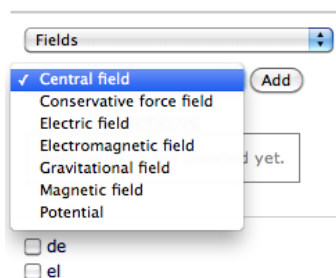 Fields
✓ Central field
Add
Conservative force field
Electric field
Electromagnetic field
Gravitational field
yet.
Magnetic field
Potential
de
el